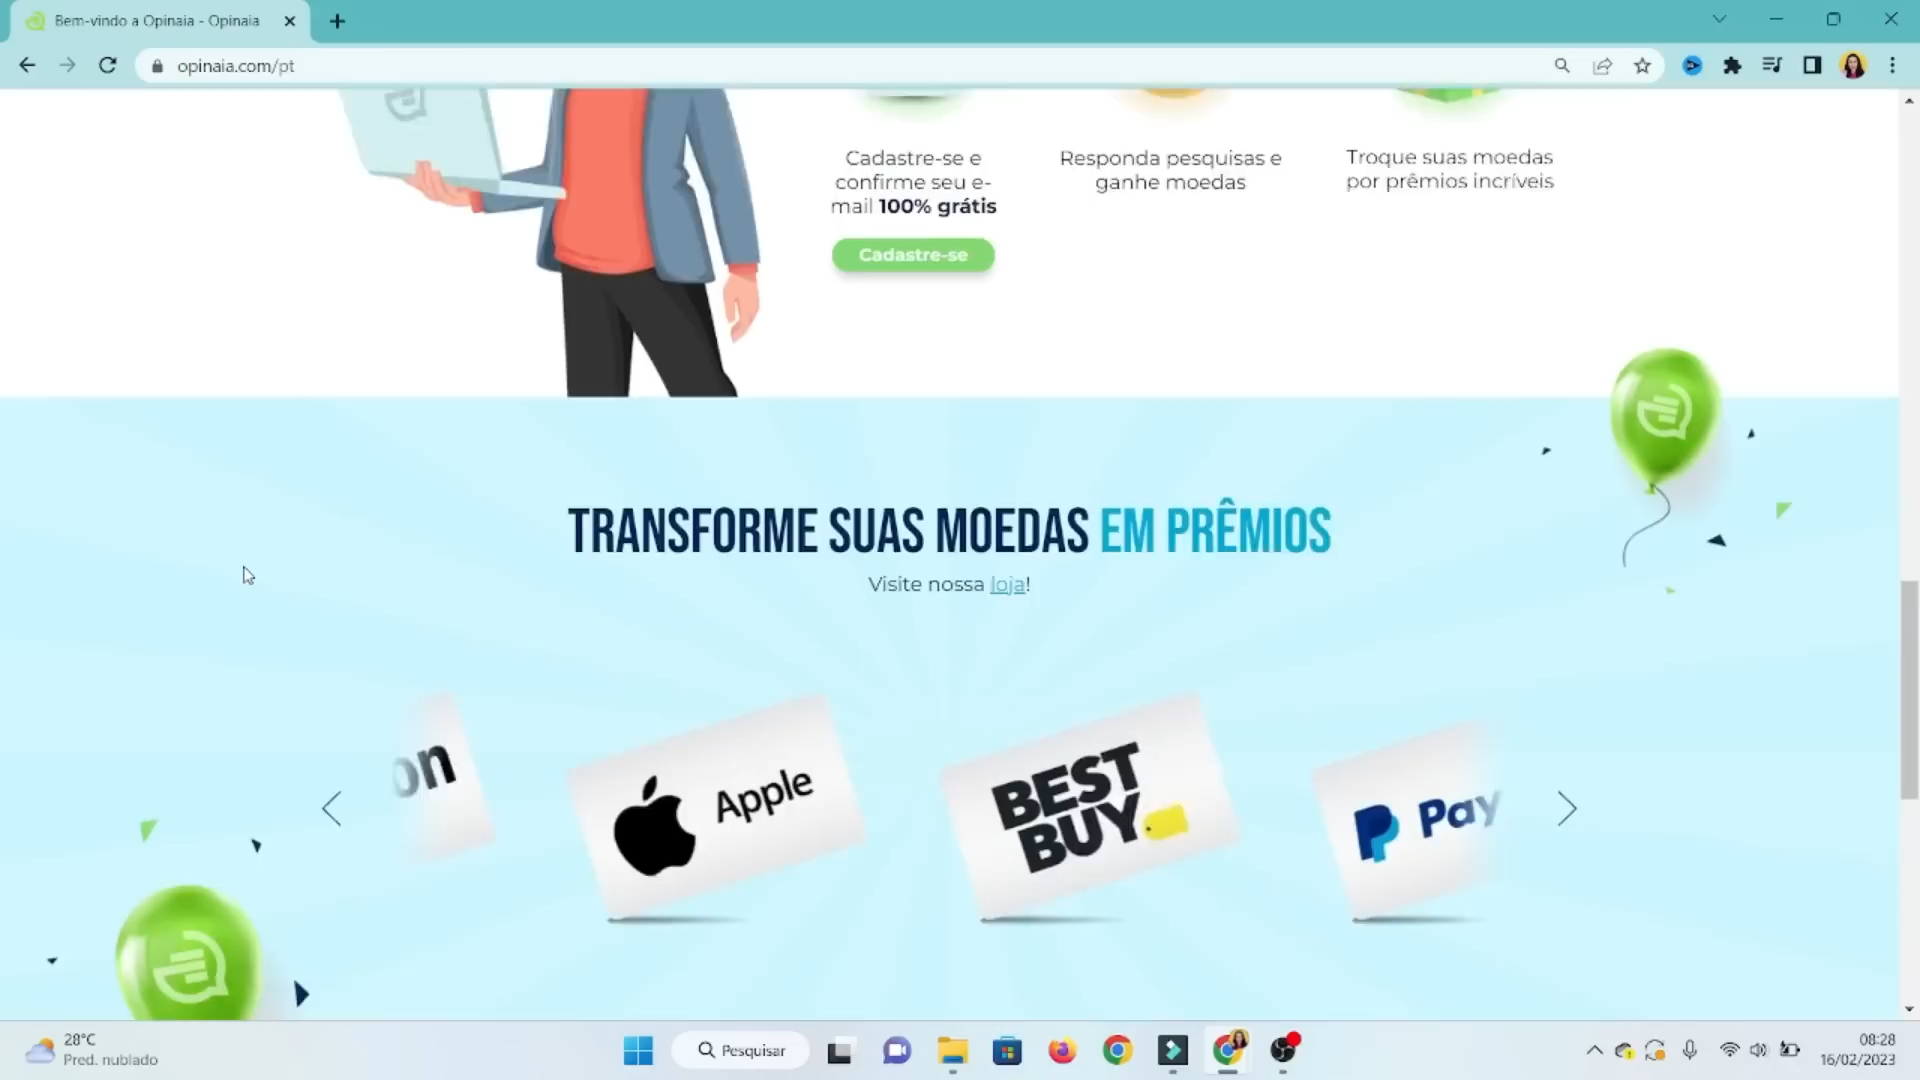 Bem-vindo a Opinaia - Opinaia
opinaia.com/pt
Cadastre-se e
confirme seu e-
mail 100% grátis
Cadastre-se
Responda pesquisas e
ganhe moedas
Troque suas moedas
por prêmios incríveis
TRANSFORME SUAS MOEDAS EM PRÊMIOS
Visite nossa loja!
on
Apple
BEST
BUY
Pay
28°C
Pred. nublado
Pesquisar
08:28
16/02/2023